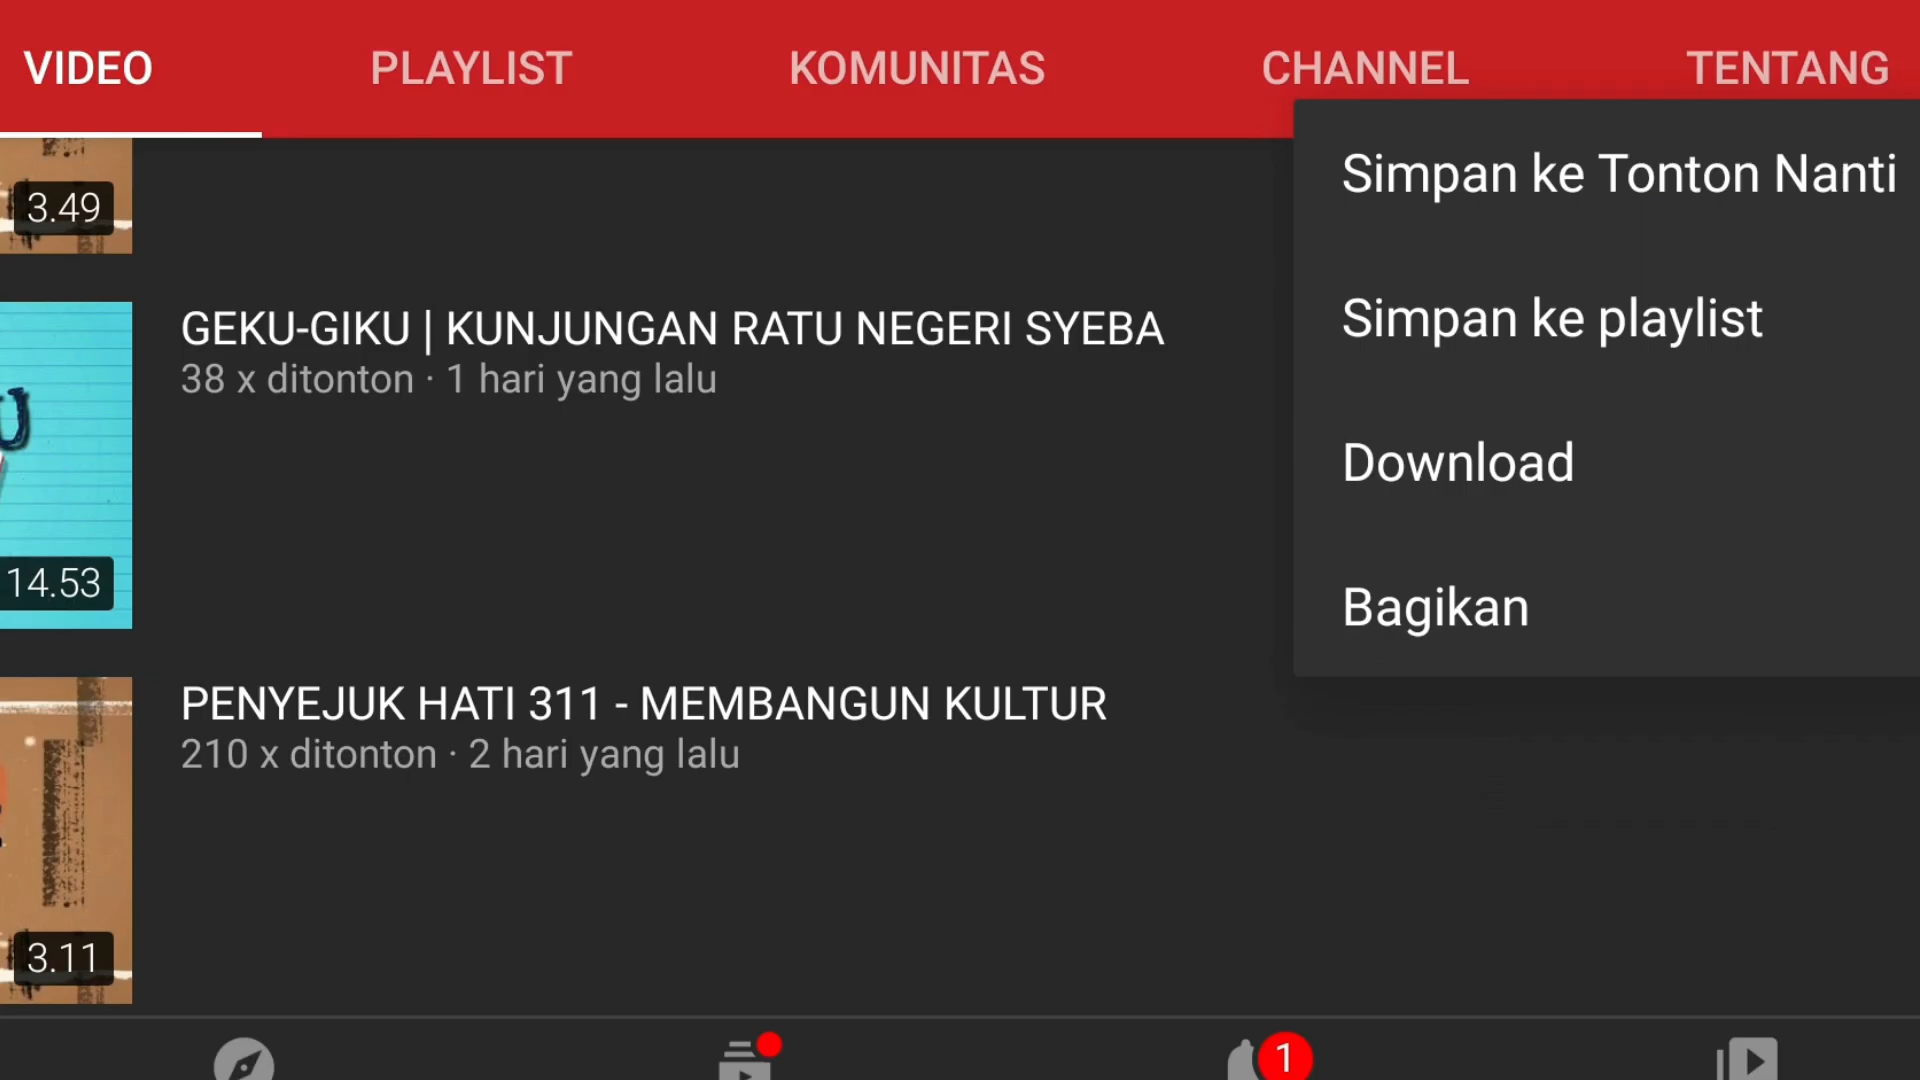 VIDEO PLAYLIST KOMUNITAS CHANNEL TENTANG
3.49
GEKU-GIKU | KUNJUNGAN RATU NEGERI SYEBA
38 x ditonton · 1 hari yang lalu
14.53
PENYEJUK HATI 311 - MEMBANGUN KULTUR
210 x ditonton · 2 hari yang lalu
3.11
Simpan ke Tonton Nanti
Simpan ke playlist
Download
Bagikan
1